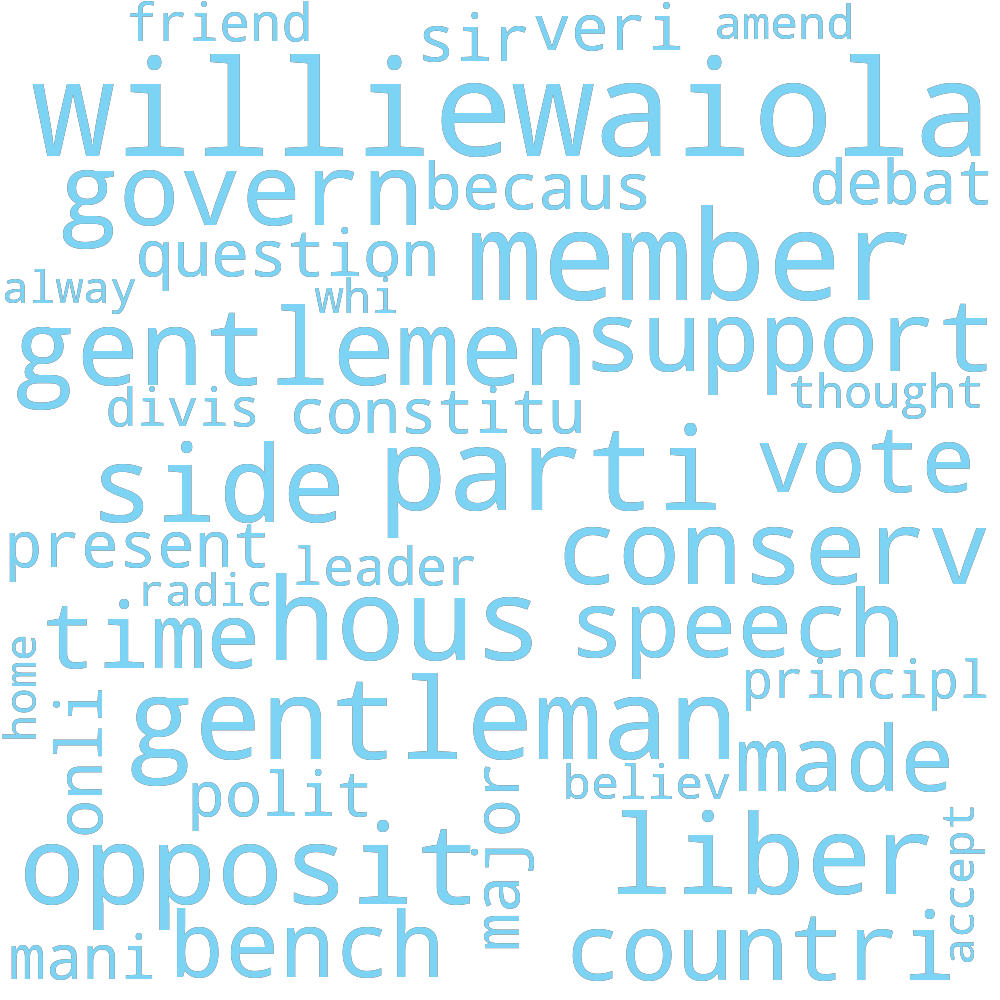 friend
sir
veri
amend
williewaiola
govern
becaus
debat
question
member
alway
whi
gentlemen
support
thought
divis
constitu
side
parti
vote
present
leader
conserv
radic
hous
time
speech
home
onli
principl
gentleman
made
polit
major
believ
opposit
liber
accept
mani
bench
countri